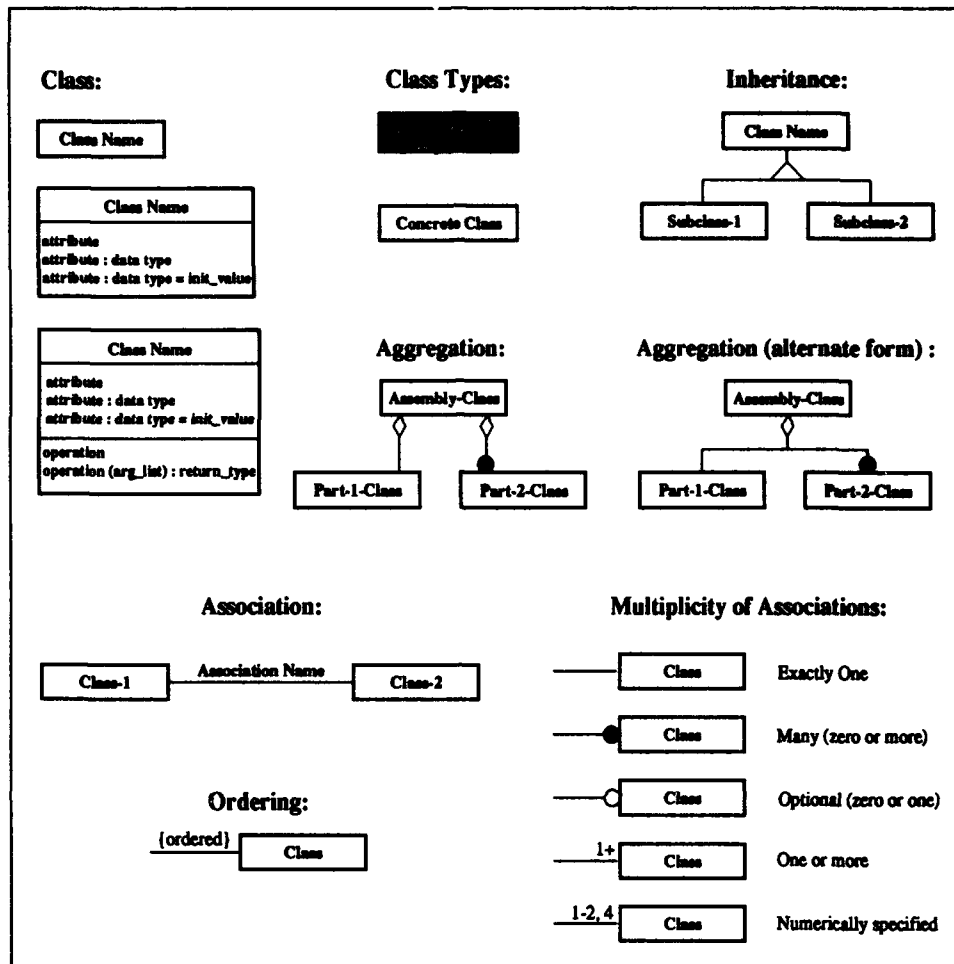 Class:
Class Name
Class Name
attribute
attribute : data type
attribute : data type = init_value
Class Name
attribute
attribute : data type
attribute : data type = init_value
operation
operation (arg_list) : return_type
Class Types:
Concrete Class
Inheritance:
Class Name
Subclass-1
Subclass-2
Aggregation:
Assembly-Class
Part-1-Class
Part-2-Class
Aggregation (alternate form) :
Assembly-Class
Part-1-Class
Part-2-Class
Association:
Class-1
Association Name
Class-2
Ordering:
{ordered}
Class
Multiplicity of Associations:
Class
Exactly One
Class
Many (zero or more)
Class
Optional (zero or one)
1+
Class
One or more
1-2, 4
Class
Numerically specified